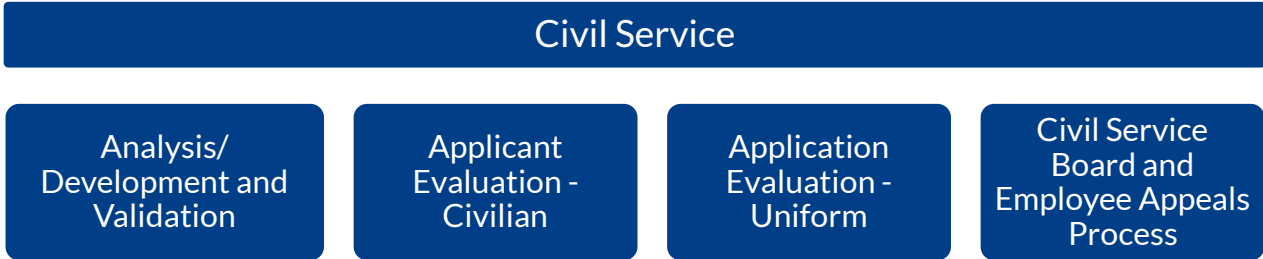 Civil Service
Analysis/
Development and
Validation
Applicant
Evaluation -
Civilian
Application
Evaluation -
Uniform
Civil Service
Board and
Employee Appeals
Process